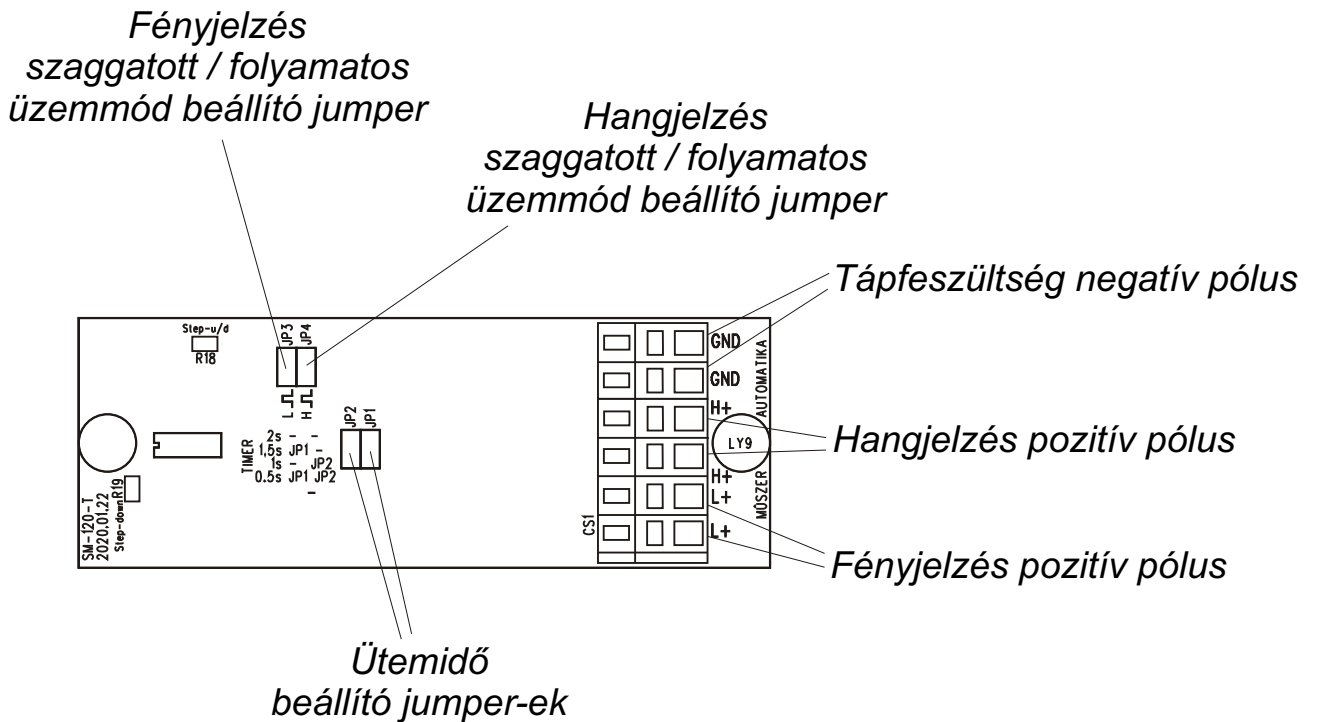 Fényjelzés
szaggatott / folyamatos
üzemmód beállító jumper
Hangjelzés
szaggatott / folyamatos
üzemmód beállító jumper
Tápfeszültség negatív pólus
Hangjelzés pozitív pólus
Fényjelzés pozitív pólus
Step-u/d
R18
JP3
JP4
L
H
JP2
JP1
TIMER
2s - -
1,5s JP1 -
1s - JP2
0.5s JP1 JP2
-
R19
Step-down
SM-120-T
2020.01.22
CS1
GND
GND
H+
H+
L+
L+
LY9
MŰSZER AUTOMATIKA
Ütemidő
beállító jumper-ek